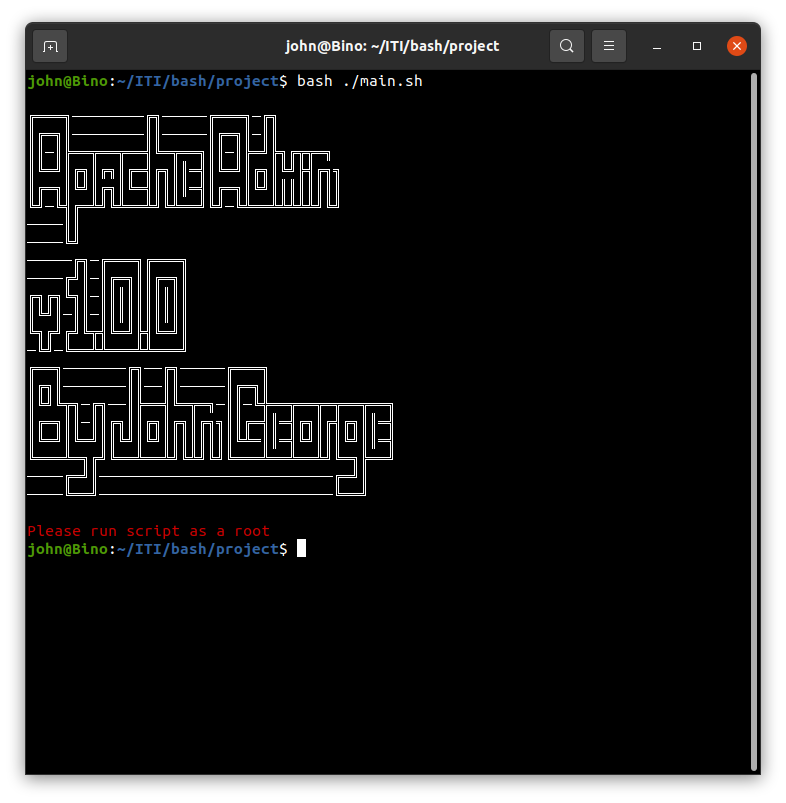 john@Bino: ~/ITI/bash/project
john@Bino:~/ITI/bash/project$ bash ./main.sh
ApacheAdmin
v1.0.0
ByJohnGeorge
Please run script as a root
john@Bino:~/ITI/bash/project$